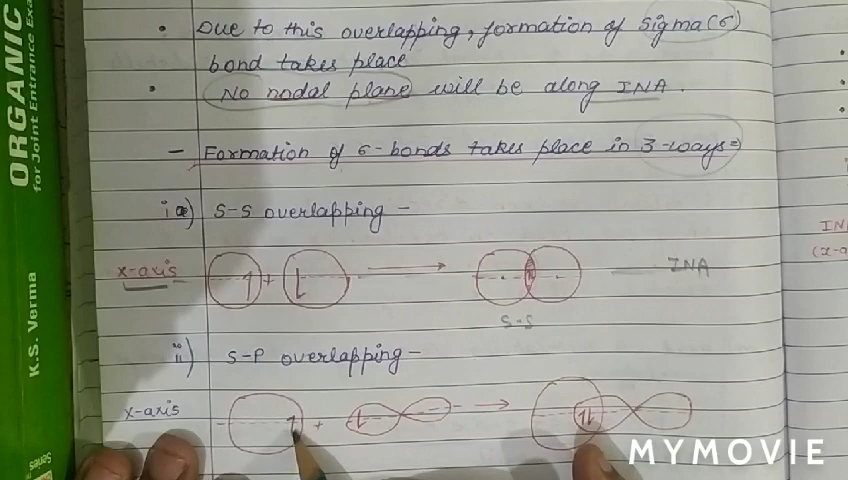 ORGANIC
for Joint Entrance Exa
K.S. Verma
Series
• Due to this overlapping, formation of sigma (σ)
bond takes place
• No nodal plane will be along INA.
- Formation of σ-bonds takes place in 3-ways=)
i) S-S overlapping -
x-axis + → INA
S-S
ii) S-P overlapping -
x-axis + →
IN
(x-a
MYMOVIE